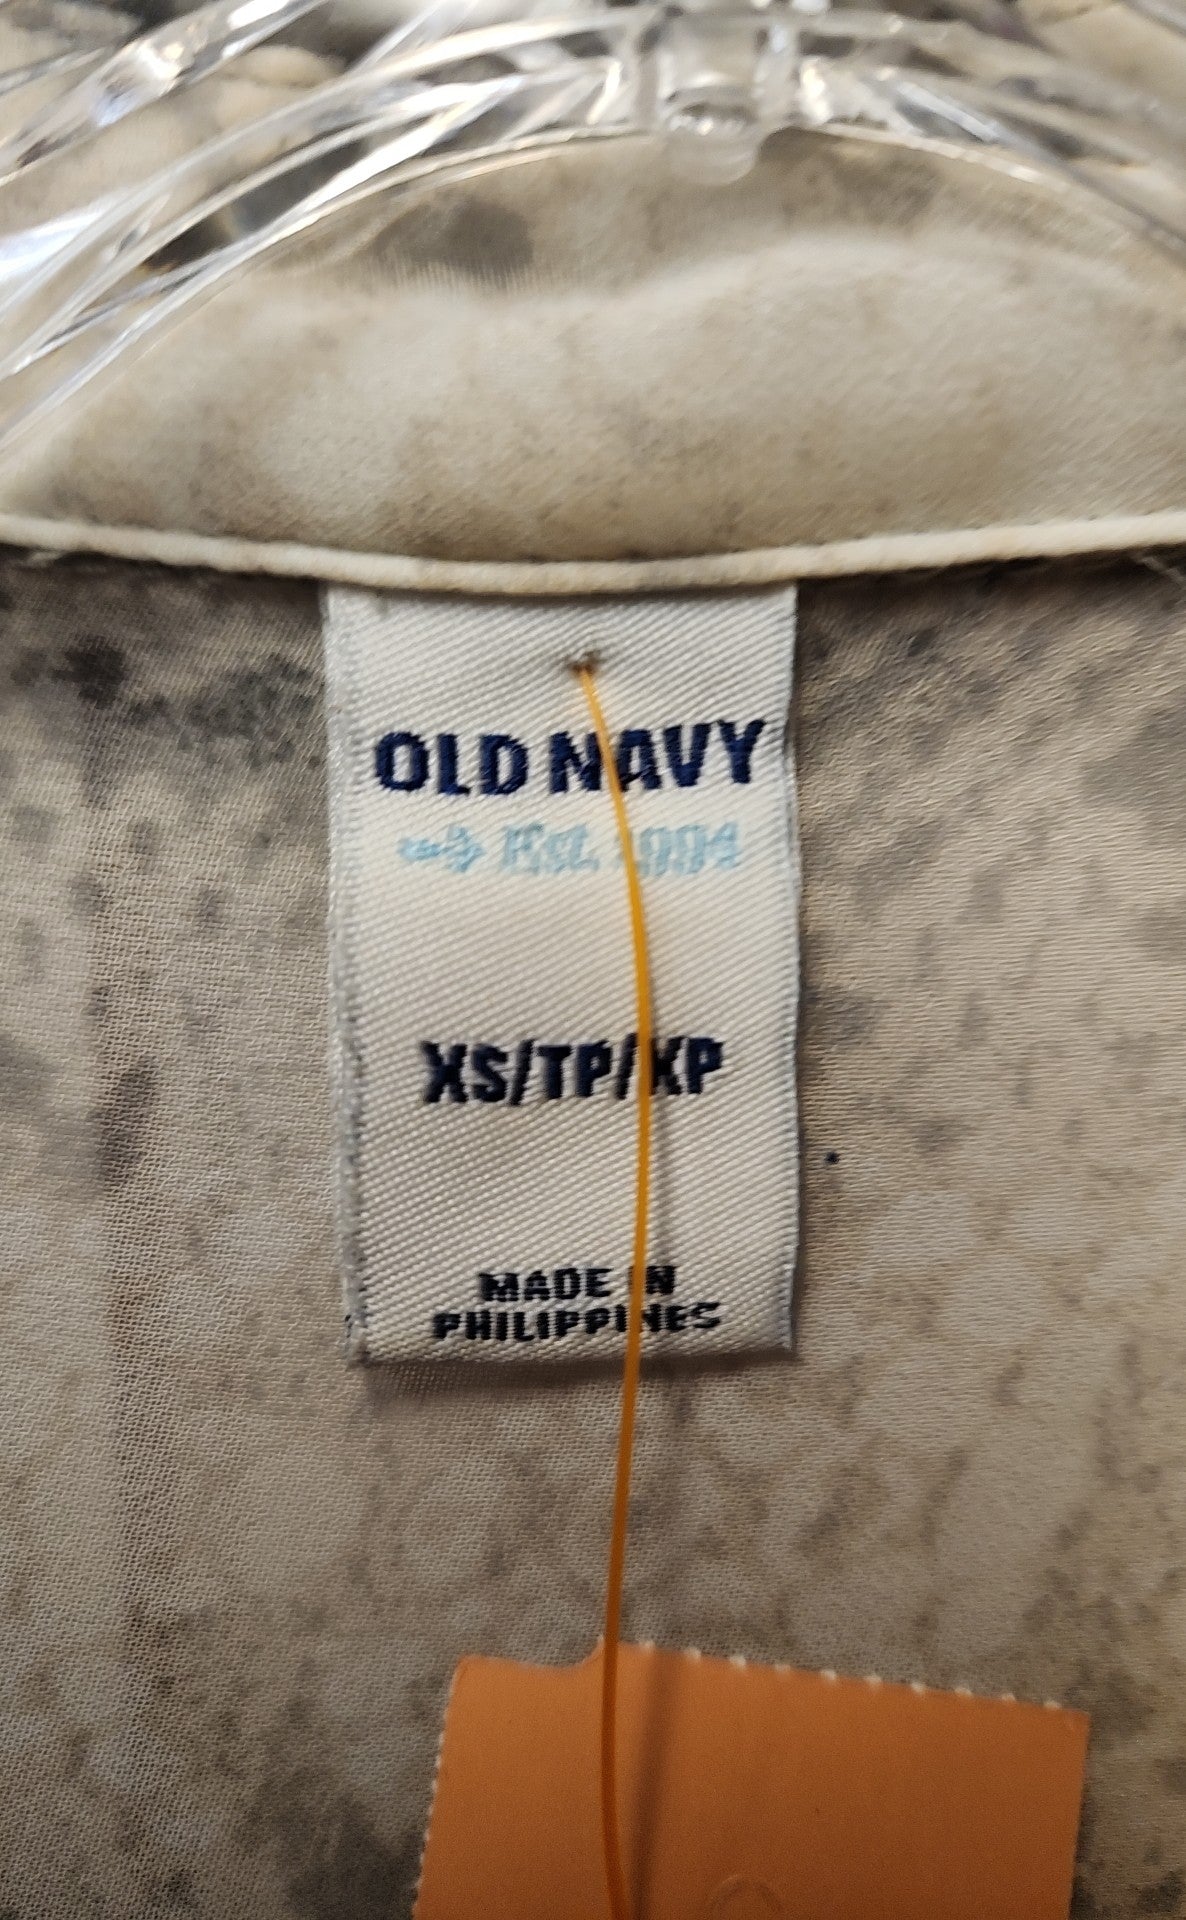 OLD NAVY
Est. 1994
XS/TP/XP
MADE IN
PHILIPPINES